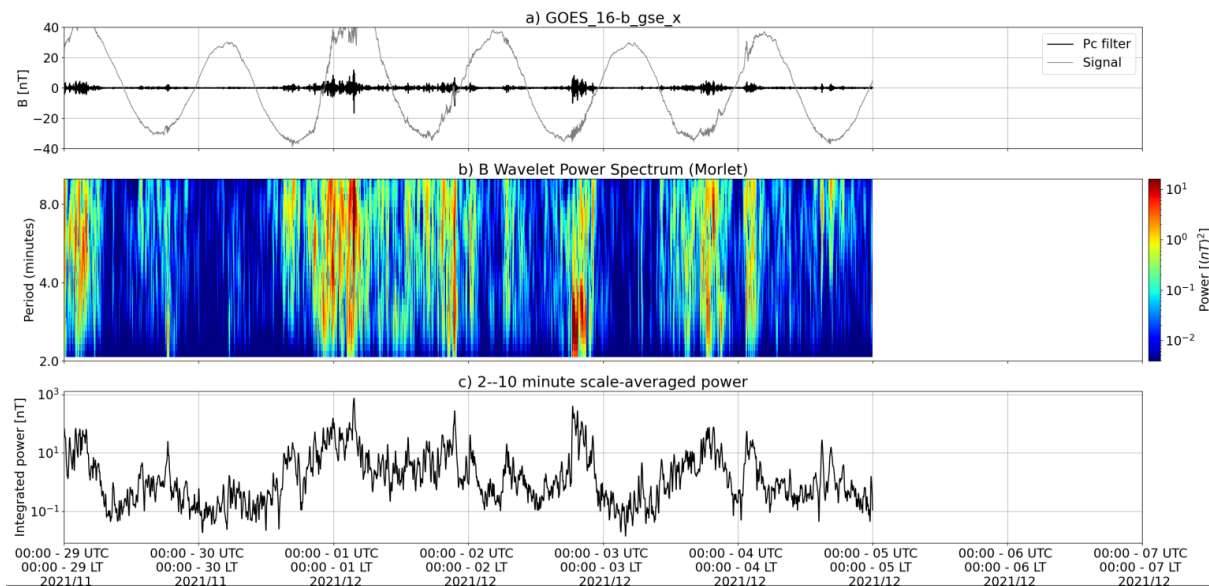 a) GOES_16-b_gse_x
40
20
0
−20
−40
B [nT]
Pc filter
Signal
b) B Wavelet Power Spectrum (Morlet)
8.0
4.0
2.0
Period (minutes)
10¹
10⁰
10⁻¹
10⁻²
Power [(nT)²]
c) 2--10 minute scale-averaged power
10³
10¹
10⁻¹
Integrated power [nT]
00:00 - 29 UTC 00:00 - 30 UTC 00:00 - 01 UTC 00:00 - 02 UTC 00:00 - 03 UTC 00:00 - 04 UTC 00:00 - 05 UTC 00:00 - 06 UTC 00:00 - 07 UTC
00:00 - 29 LT 00:00 - 30 LT 00:00 - 01 LT 00:00 - 02 LT 00:00 - 03 LT 00:00 - 04 LT 00:00 - 05 LT 00:00 - 06 LT 00:00 - 07 LT
2021/11 2021/11 2021/12 2021/12 2021/12 2021/12 2021/12 2021/12 2021/12